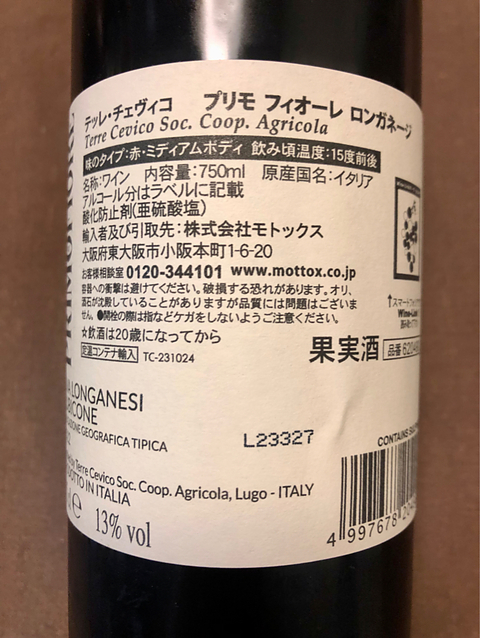 テッレ・チェヴィコ プリモ フィオーレ ロンガネージ
Terre Cevico Soc. Coop. Agricola
味のタイプ:赤・ミディアムボディ 飲み頃温度:15度前後
名称:ワイン 内容量:750ml 原産国名:イタリア
アルコール分はラベルに記載
酸化防止剤(亜硫酸塩)
輸入者及び引取先:株式会社モトックス
大阪府東大阪市小阪本町1-6-20
お客様相談室 0120-344101 www.mottox.co.jp
容器への衝撃は避けてください。破損する恐れがあります。オリ、
酒石が沈殿していることがありますが品質には問題はございま
せん。●開栓の際は指などケガをしないようご注意ください。
☆飲酒は20歳になってから
定温コンテナ輸入 TC-231024
果実酒 品番
↑スマートフォン
Wine-Link
LONGANESI
GEOGRAFICA TIPICA
L23327
CONTAINS
by Terre Cevico Soc. Coop. Agricola, Lugo - ITALY
IN ITALIA
e 13% vol
4 997678